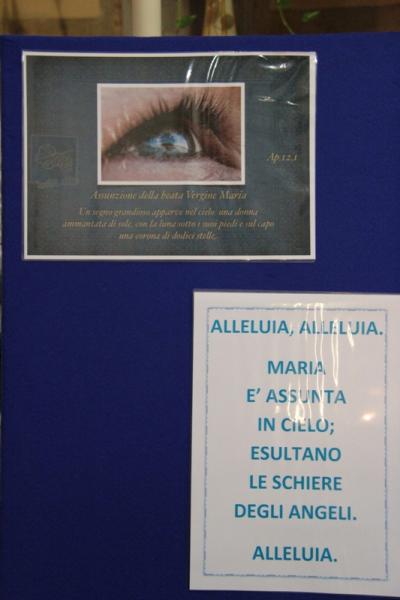 Ap.12,1
Assunzione della beata Vergine Maria
Un segno grandioso apparve nel cielo: una donna
ammantata di sole, con la luna sotto i suoi piedi e sul capo
una corona di dodici stelle.
ALLELUIA, ALLELUIA.
MARIA
E’ ASSUNTA
IN CIELO;
ESULTANO
LE SCHIERE
DEGLI ANGELI.
ALLELUIA.